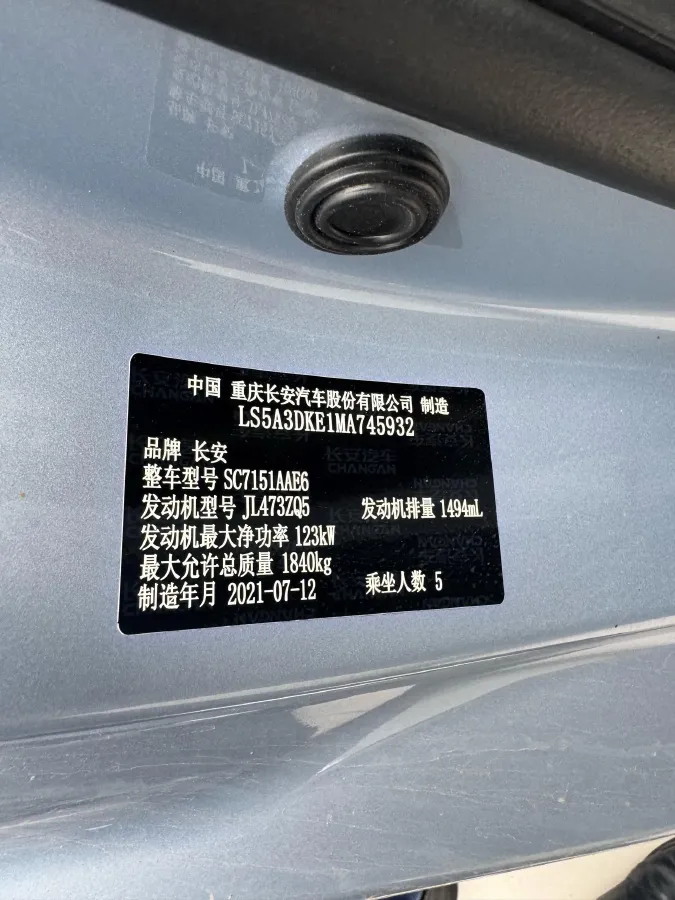 中国 重庆长安汽车股份有限公司 制造
LS5A3DKE1MA745932
品牌 长安
整车型号 SC7151AAE6
发动机型号 JL473ZQ5 发动机排量 1494mL
发动机最大净功率 123kW
最大允许总质量 1840kg
制造年月 2021-07-12 乘坐人数 5